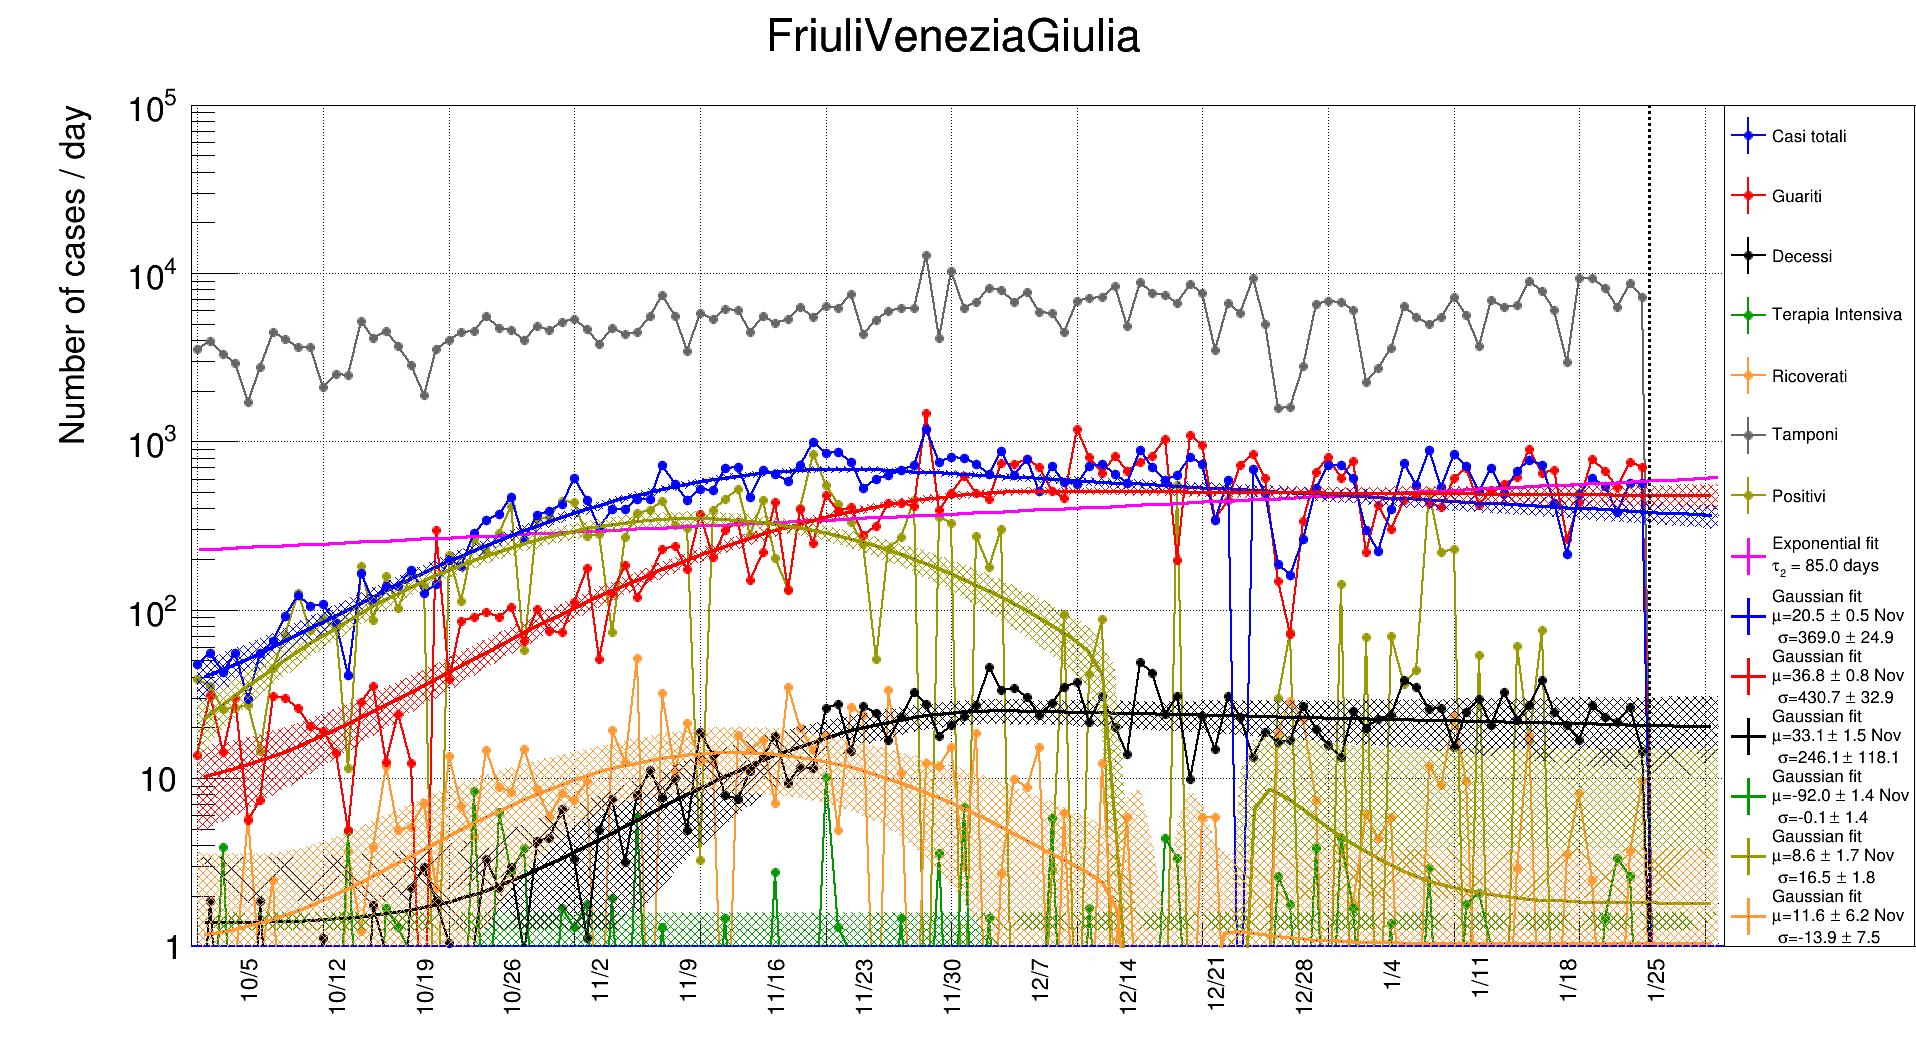 FriuliVeneziaGiulia
Number of cases / day
10^5
10^4
10^3
10^2
10
1
10/5
10/12
10/19
10/26
11/2
11/9
11/16
11/23
11/30
12/7
12/14
12/21
12/28
1/4
1/11
1/18
1/25
Casi totali
Guariti
Decessi
Terapia Intensiva
Ricoverati
Tamponi
Positivi
Exponential fit
τ₂ = 85.0 days
Gaussian fit
μ=20.5 ± 0.5 Nov
σ=369.0 ± 24.9
Gaussian fit
μ=36.8 ± 0.8 Nov
σ=430.7 ± 32.9
Gaussian fit
μ=33.1 ± 1.5 Nov
σ=246.1 ± 118.1
Gaussian fit
μ=-92.0 ± 1.4 Nov
σ=-0.1 ± 1.4
Gaussian fit
μ=8.6 ± 1.7 Nov
σ=16.5 ± 1.8
Gaussian fit
μ=11.6 ± 6.2 Nov
σ=-13.9 ± 7.5